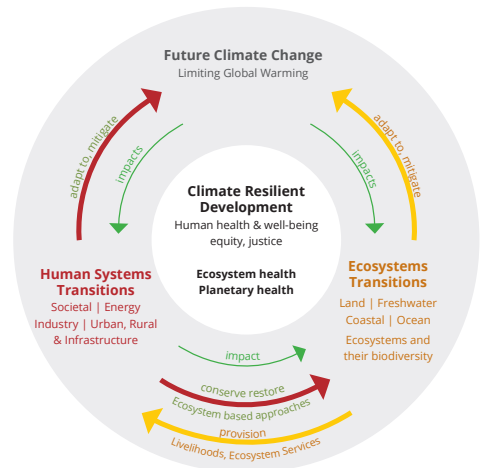 Future Climate Change
Limiting Global Warming
adapt to, mitigate
impacts
impacts
adapt to, mitigate
Climate Resilient
Development
Human health & well-being
equity, justice
Ecosystem health
Planetary health
Human Systems
Transitions
Societal | Energy
Industry | Urban, Rural
& Infrastructure
Ecosystems
Transitions
Land | Freshwater
Coastal | Ocean
Ecosystems and
their biodiversity
impact
conserve restore
Ecosystem based approaches
provision
Livelihoods, Ecosystem Services